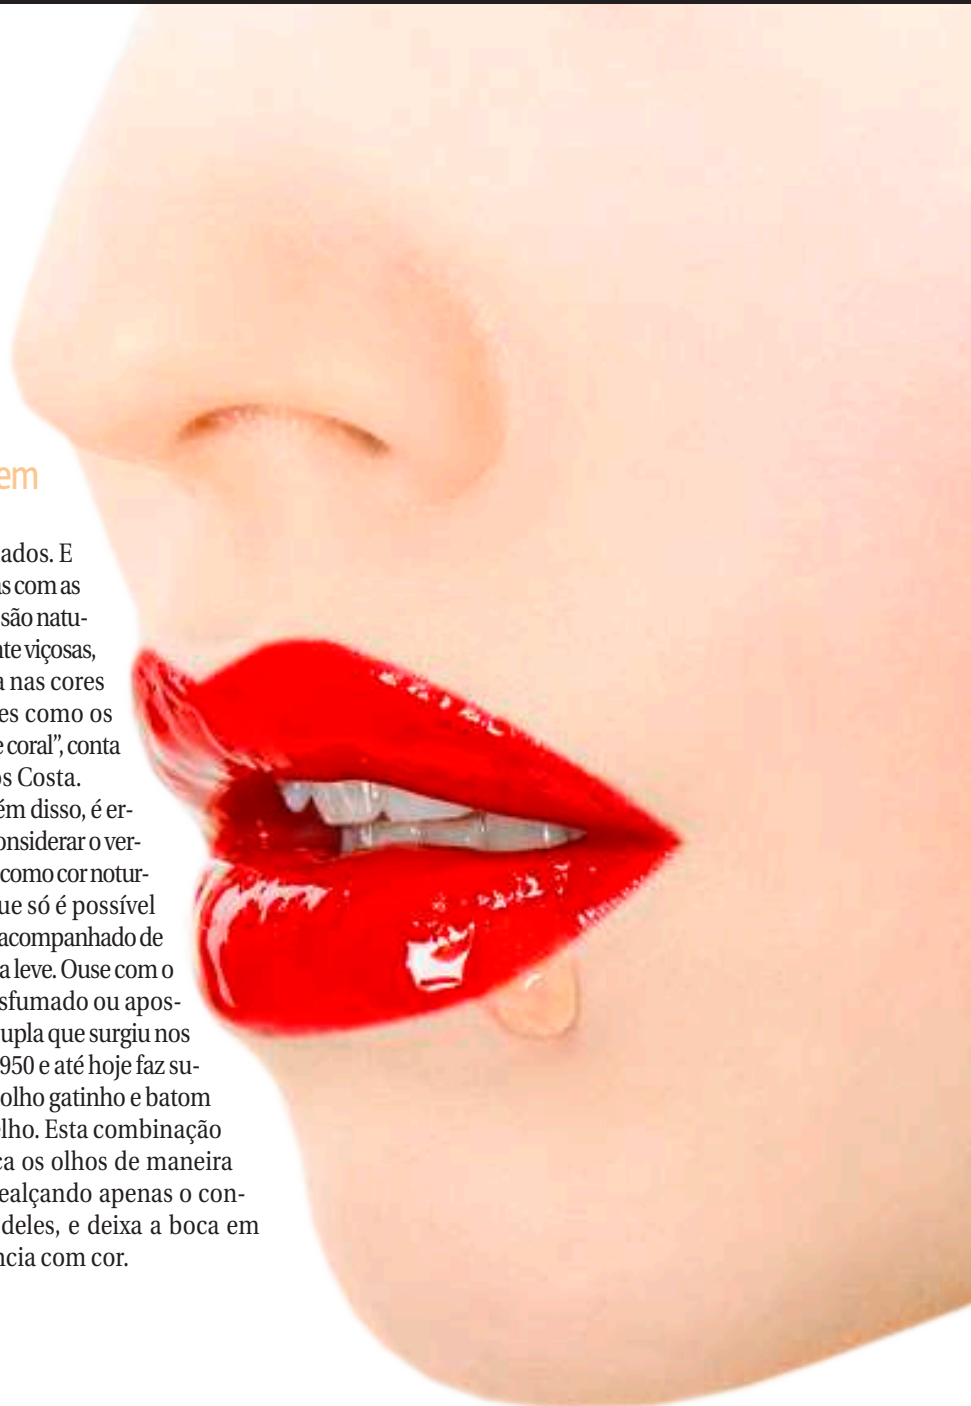 em
ados. E
s com as
são natu-
te viçosas,
a nas cores
es como os
e coral”, conta
s Costa.
ém disso, é er-
onsiderar o ver-
como cor notur-
ue só é possível
acompanhado de
a leve. Ouse com o
sfumado ou apos-
upla que surgiu nos
950 e até hoje faz su-
olho gatinho e batom
lho. Esta combinação
ca os olhos de maneira
ealçando apenas o con-
deles, e deixa a boca em
ncia com cor.